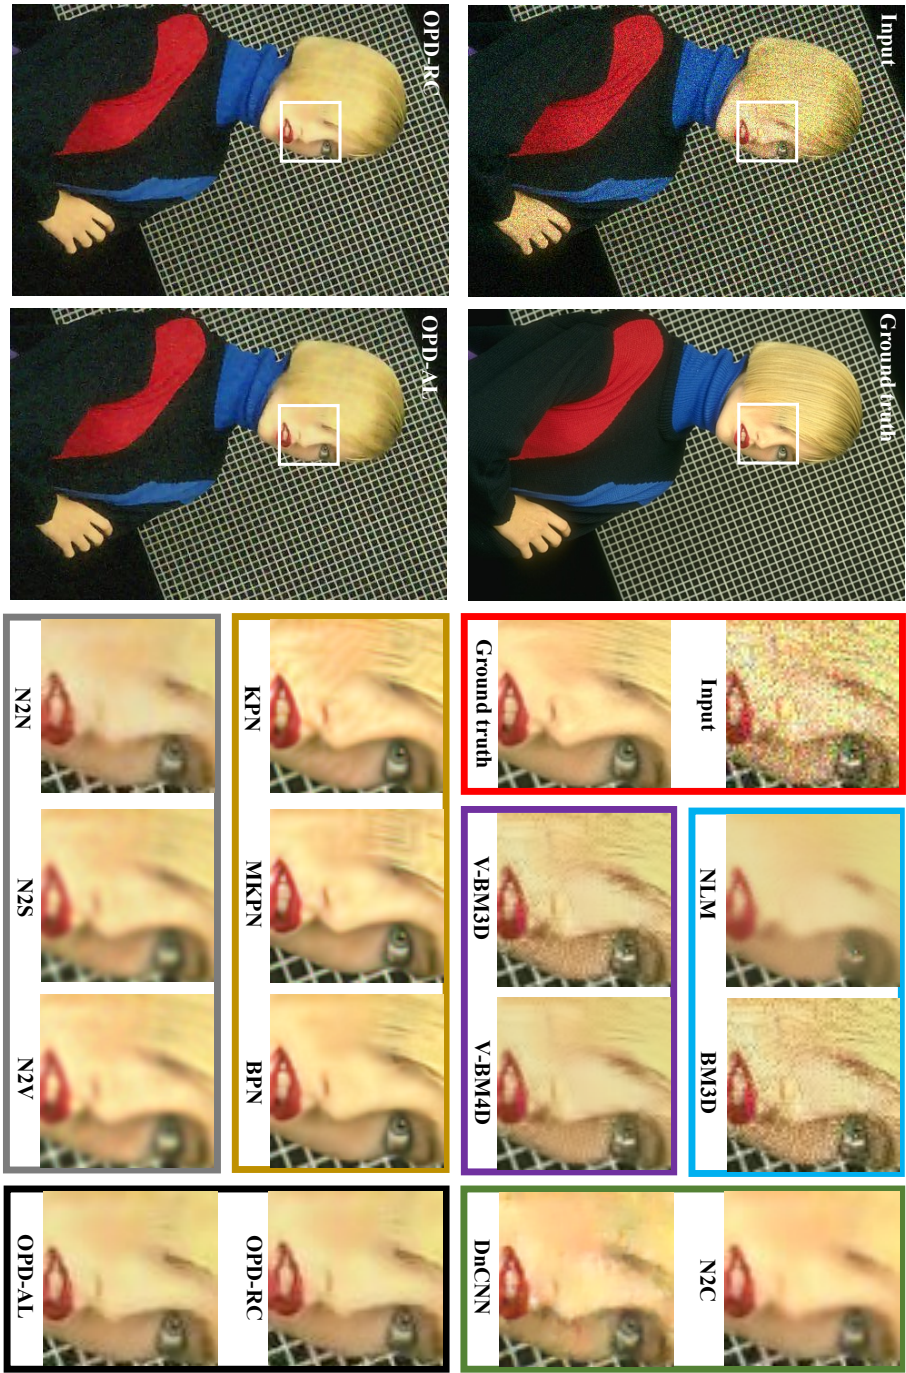 Input
Ground truth
Input
NLM
BM3D
N2C
Ground truth
V-BM3D
V-BM4D
DnCNN
OPD-RC
OPD-AL
KPN
MKPN
BPN
OPD-RC
N2N
N2S
N2V
OPD-AL